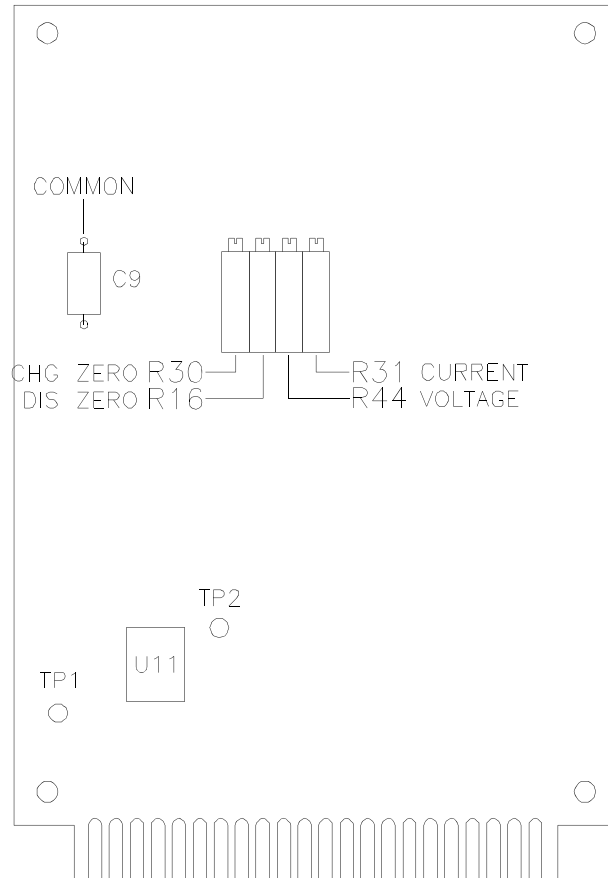 COMMON
C9
CHG ZERO R30 R31 CURRENT
DIS ZERO R16 R44 VOLTAGE
TP2
U11
TP1